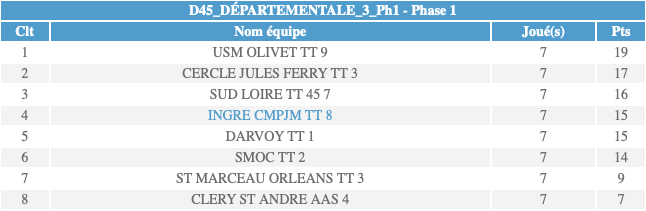 D45_DÉPARTEMENTALE_3_Ph1 - Phase 1
Clt Nom équipe Joué(s) Pts
1 USM OLIVET TT 9 7 19
2 CERCLE JULES FERRY TT 3 7 17
3 SUD LOIRE TT 45 7 7 16
4 INGRE CMPJM TT 8 7 15
5 DARVOY TT 1 7 15
6 SMOC TT 2 7 14
7 ST MARCEAU ORLEANS TT 3 7 9
8 CLERY ST ANDRE AAS 4 7 7